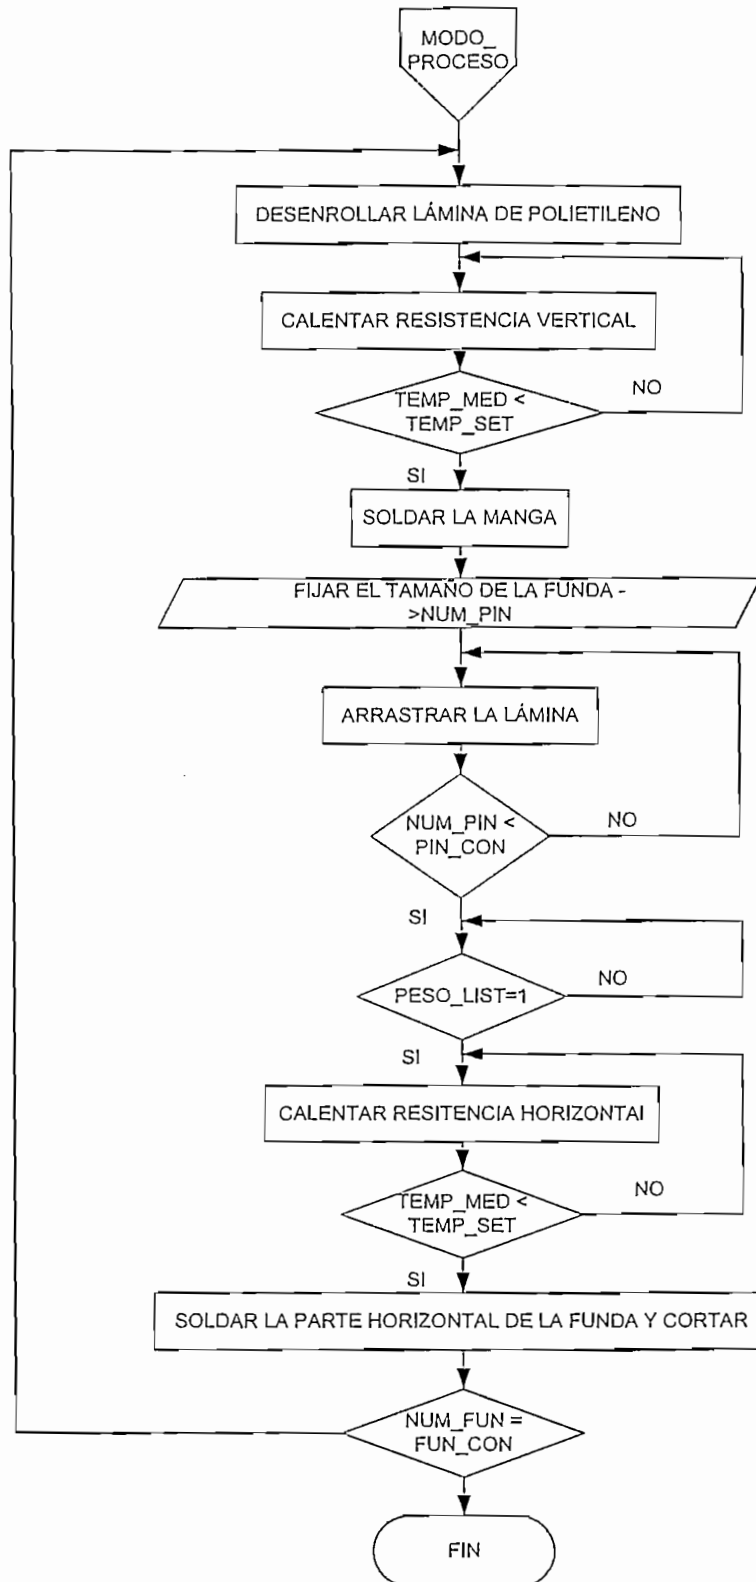 MODO_
PROCESO
DESENROLLAR LÁMINA DE POLIETILENO
CALENTAR RESISTENCIA VERTICAL
TEMP_MED <
TEMP_SET
NO
SI
SOLDAR LA MANGA
FIJAR EL TAMAÑO DE LA FUNDA -
>NUM_PIN
ARRASTRAR LA LÁMINA
NUM_PIN <
PIN_CON
NO
SI
PESO_LIST=1
NO
SI
CALENTAR RESITENCIA HORIZONTAl
TEMP_MED <
TEMP_SET
NO
SI
SOLDAR LA PARTE HORIZONTAL DE LA FUNDA Y CORTAR
NUM_FUN =
FUN_CON
FIN